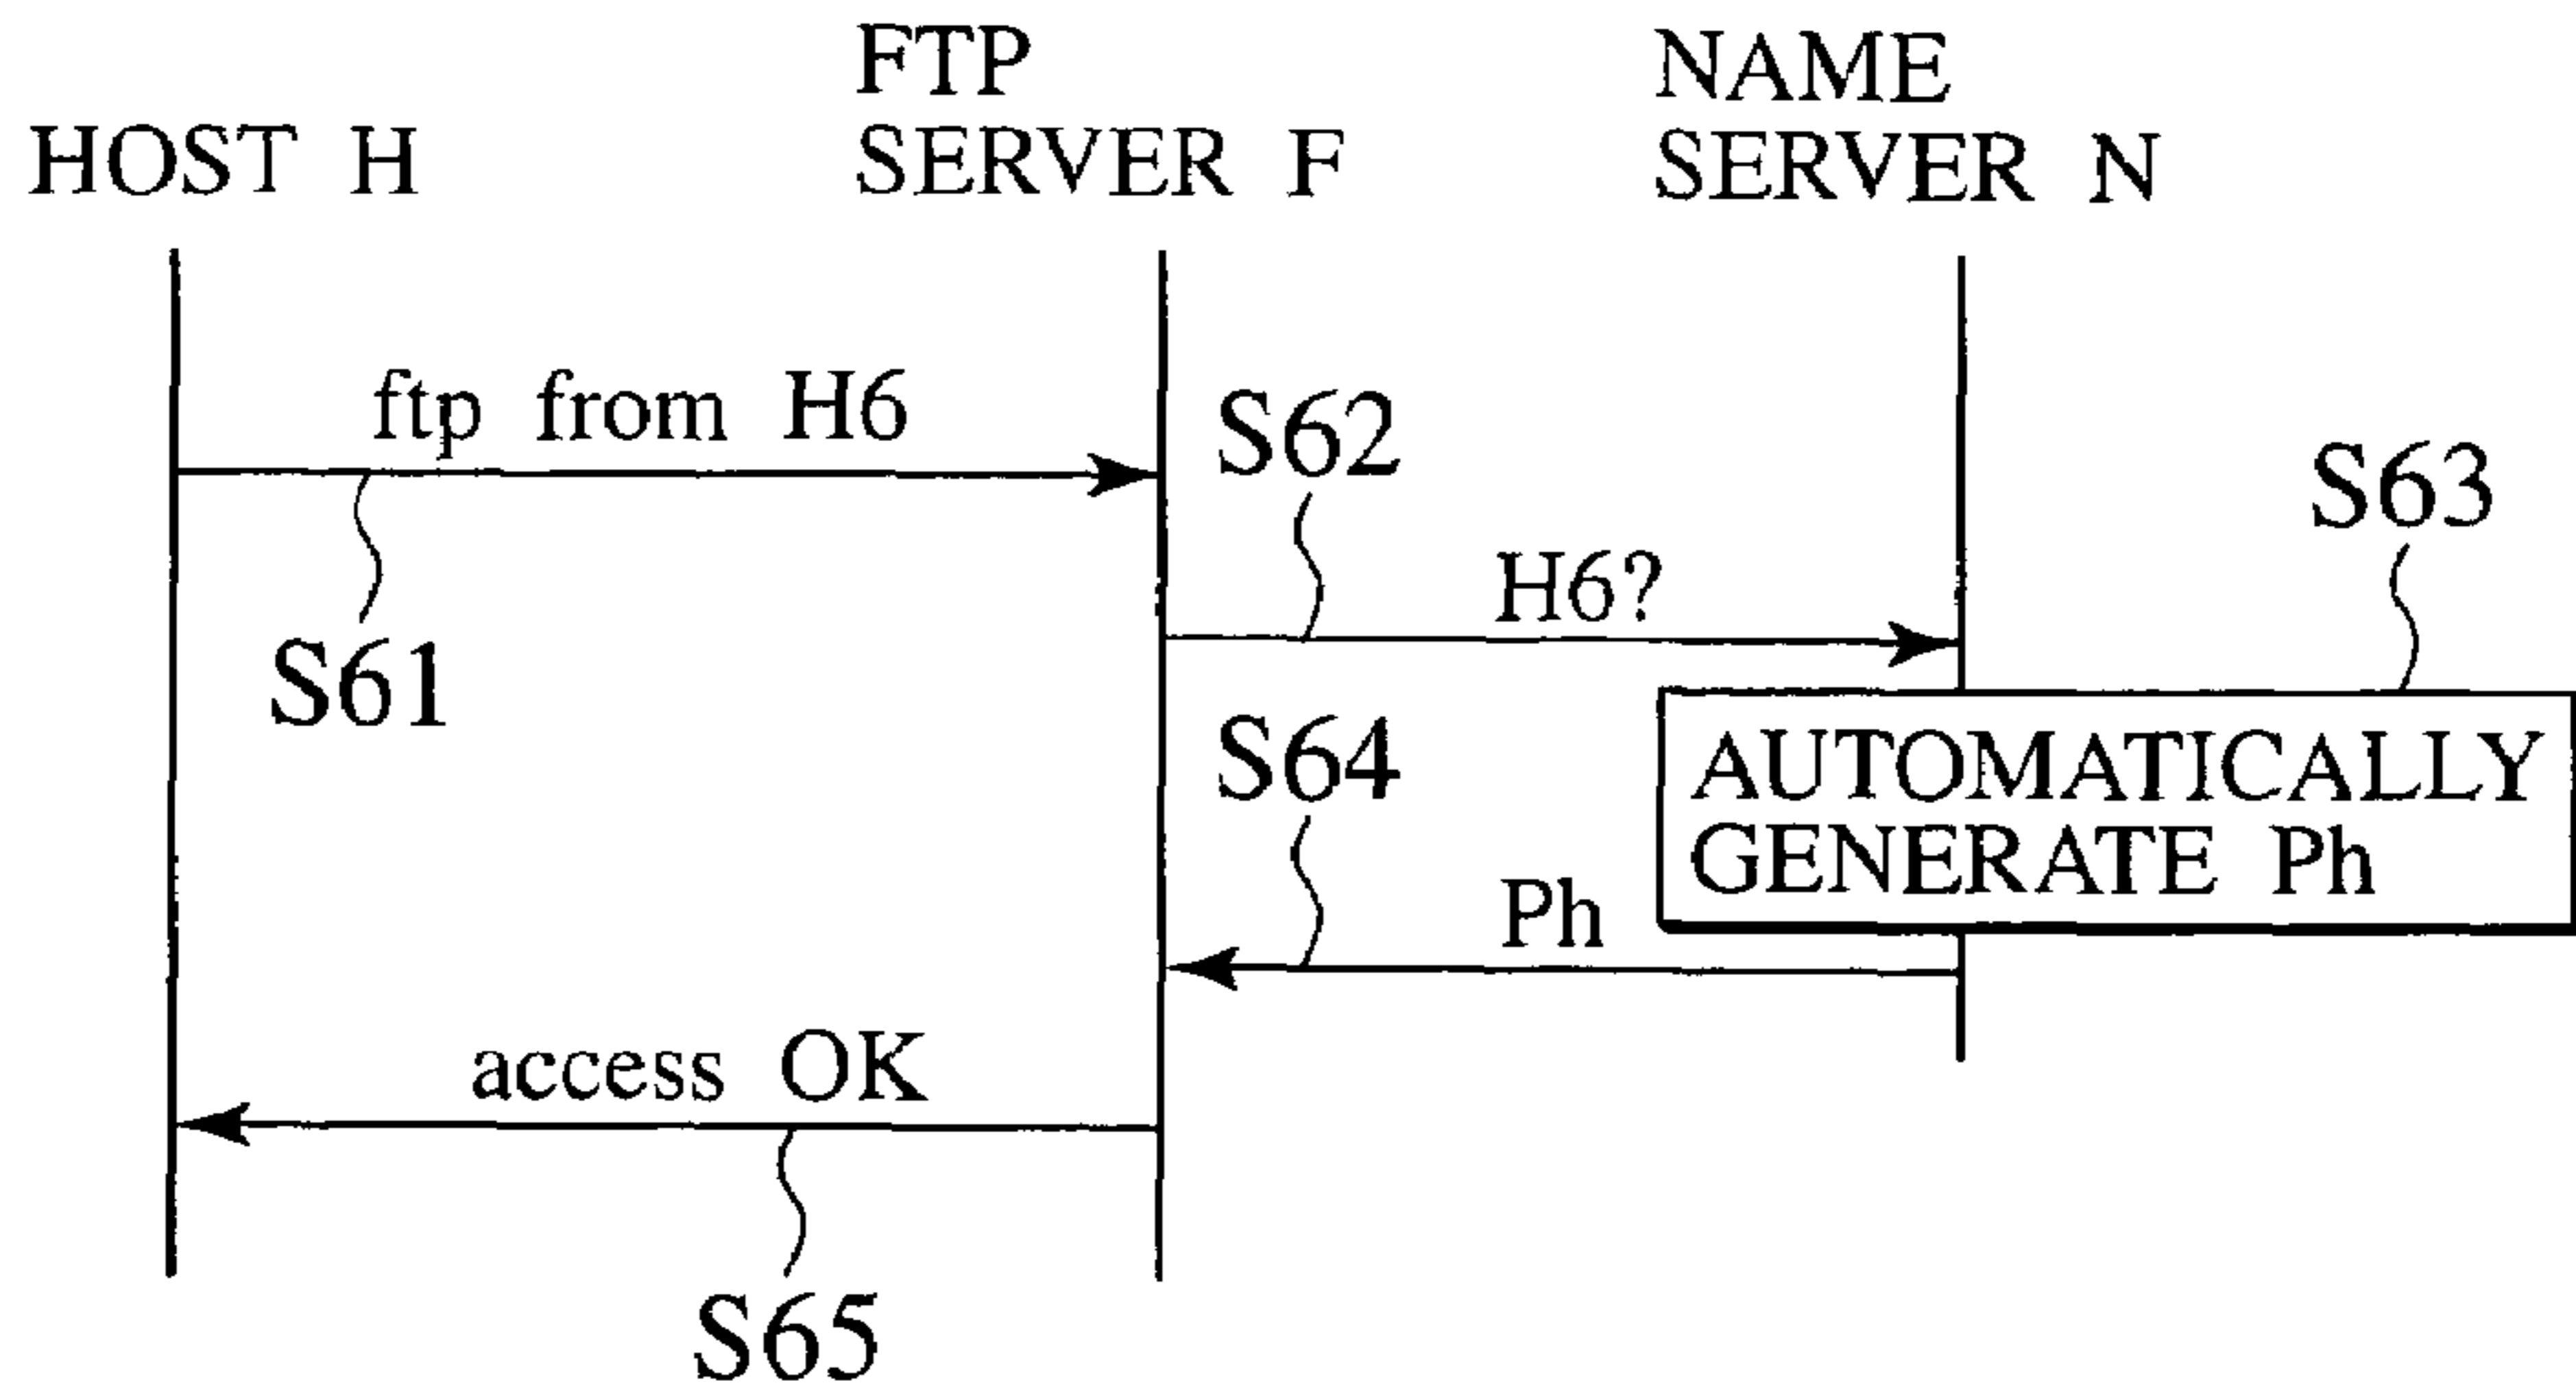 HOST H
FTP
SERVER F
NAME
SERVER N
ftp from H6
S61
S62
H6?
S63
AUTOMATICALLY
GENERATE Ph
S64
Ph
access OK
S65